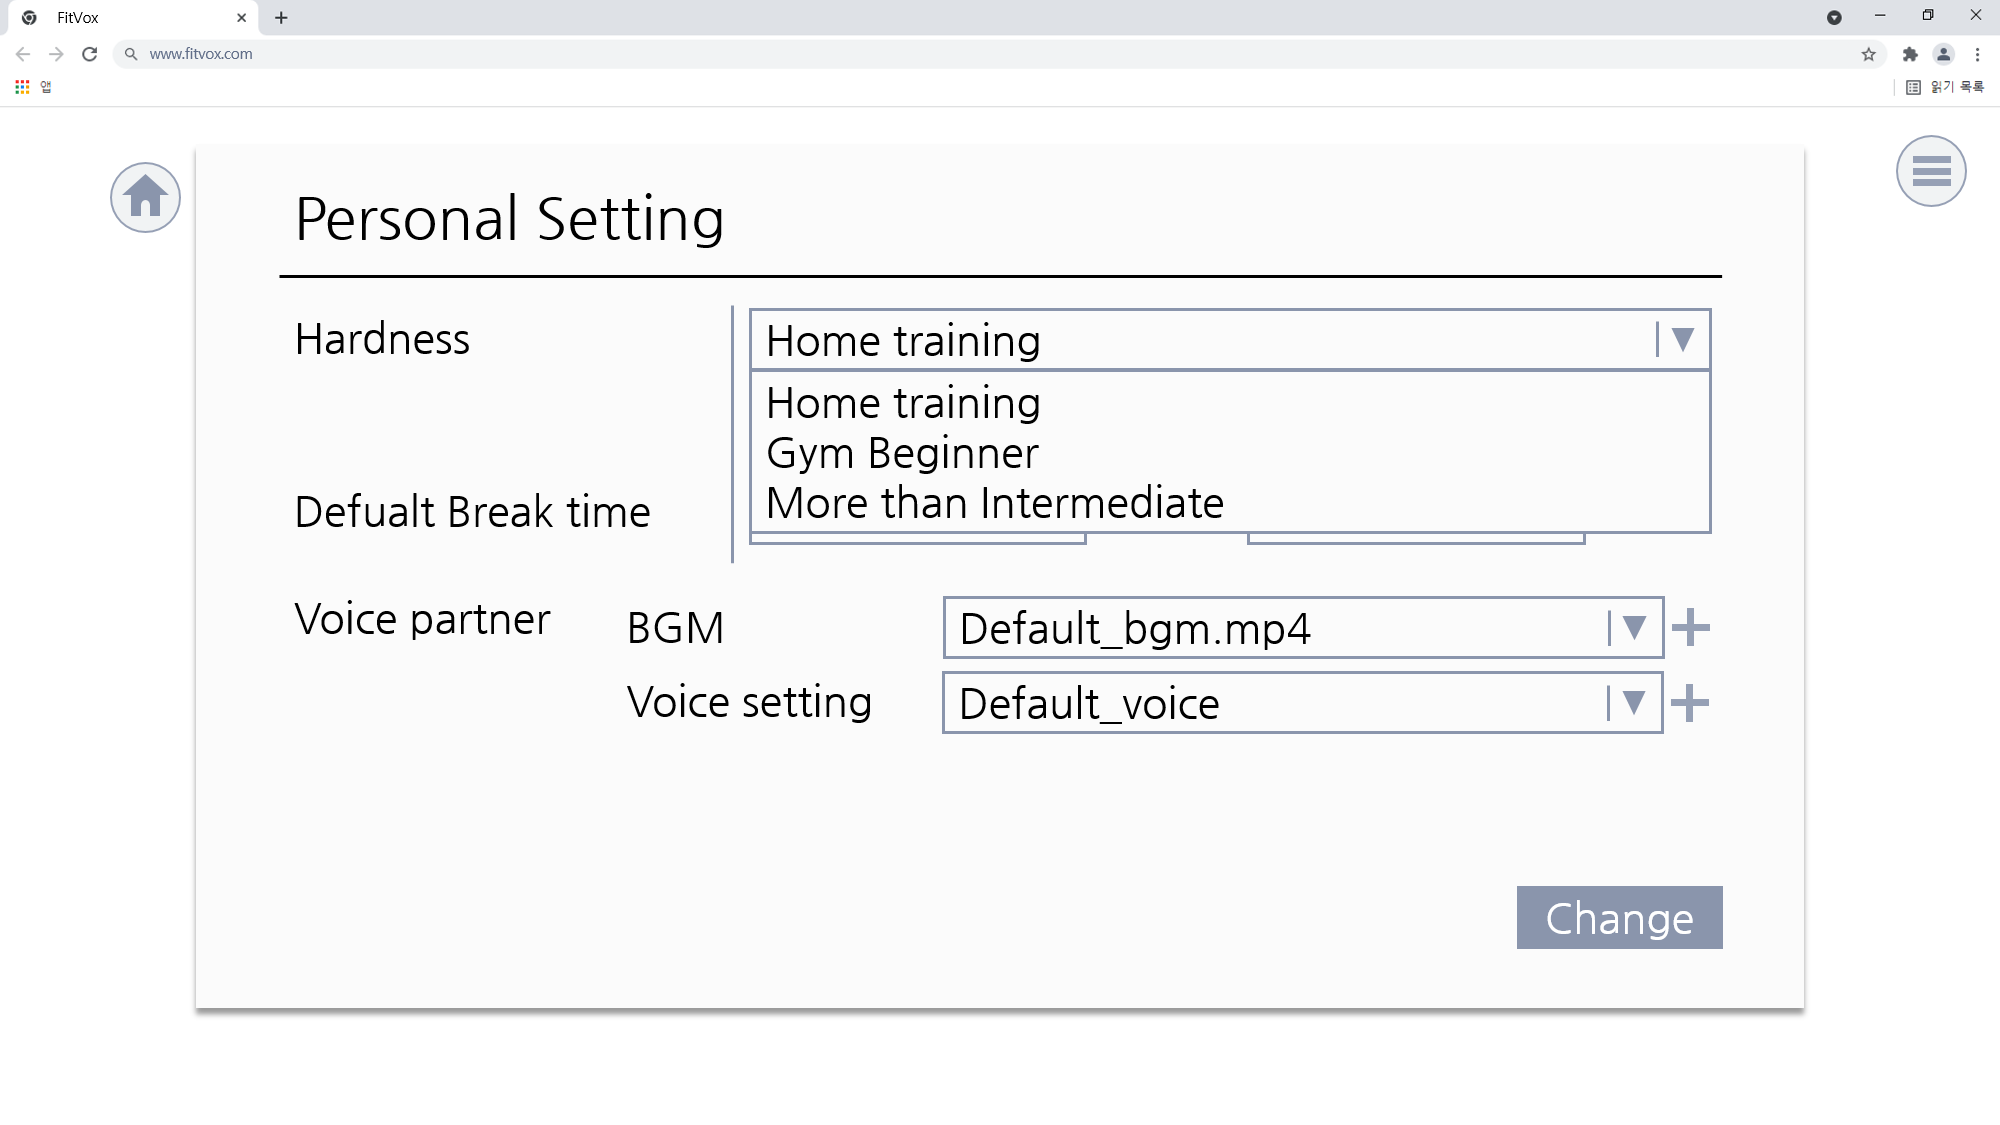 FitVox
www.fitvox.com
앱
읽기 목록
Personal Setting
Hardness
Home training
Home training
Gym Beginner
More than Intermediate
Defualt Break time
Voice partner
BGM
Default_bgm.mp4
Voice setting
Default_voice
Change